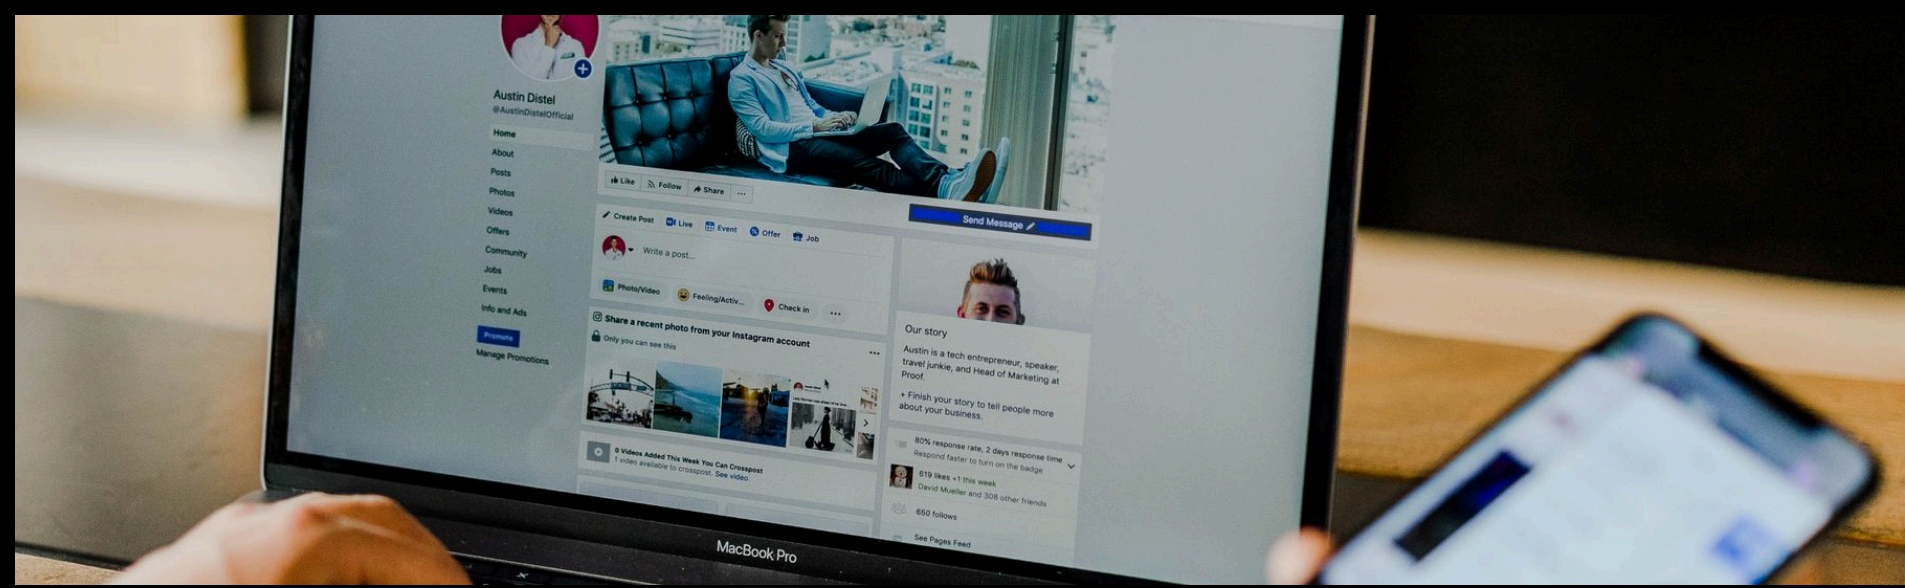 Austin Distel
@AustinDistelOfficial
Home
About
Posts
Photos
Videos
Offers
Community
Jobs
Events
Info and Ads
Promote
Manage Promotions
Like
Follow
Share
...
Send Message
Create Post
Live
Event
Offer
Job
Write a post...
Photo/Video
Feeling/Activ...
Check in
...
Share a recent photo from your Instagram account
Only you can see this
0 Videos Added This Week You Can Crosspost
1 video available to crosspost. See video.
Our story
Austin is a tech entrepreneur, speaker,
travel junkie, and Head of Marketing at
Proof.
+ Finish your story to tell people more
about your business.
80% response rate, 2 days response time
Respond faster to turn on the badge
619 likes +1 this week
David Mueller and 308 other friends
650 follows
See Pages Feed
MacBook Pro